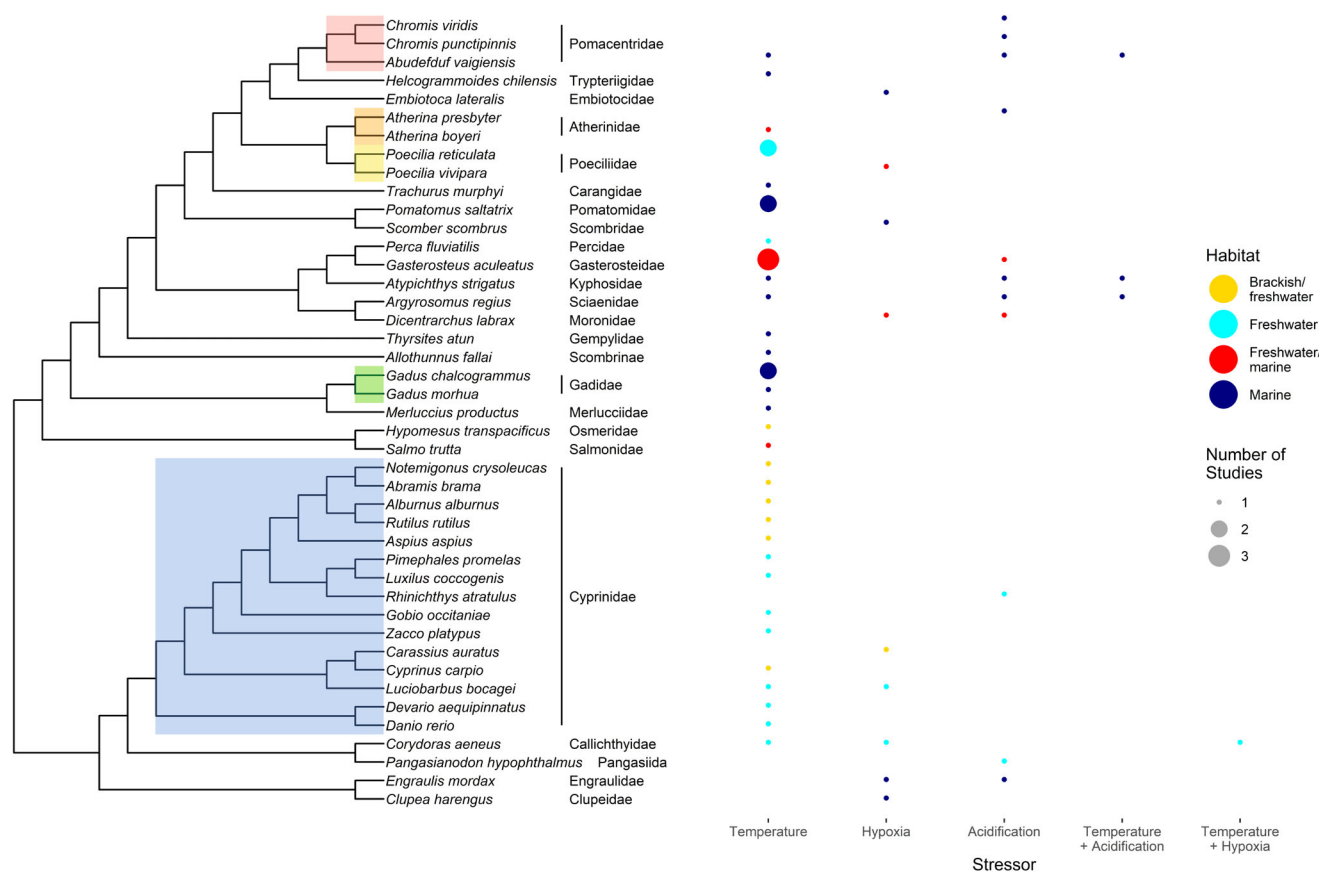 Chromis viridis
Chromis punctipinnis
Pomacentridae
Abudefduf vaigiensis
Helcogrammoides chilensis Trypteriigidae
Embiotoca lateralis Embiotocidae
Atherina presbyter
Atherinidae
Atherina boyeri
Poecilia reticulata
Poeciliidae
Poecilia vivipara
Trachurus murphyi Carangidae
Pomatomus saltatrix Pomatomidae
Scomber scombrus Scombridae
Perca fluviatilis Percidae
Gasterosteus aculeatus Gasterosteidae
Atypichthys strigatus Kyphosidae
Argyrosomus regius Sciaenidae
Dicentrarchus labrax Moronidae
Thyrsites atun Gempylidae
Allothunnus fallai Scombrinae
Gadus chalcogrammus
Gadidae
Gadus morhua
Merluccius productus Merlucciidae
Hypomesus transpacificus Osmeridae
Salmo trutta Salmonidae
Notemigonus crysoleucas
Abramis brama
Alburnus alburnus
Rutilus rutilus
Aspius aspius
Pimephales promelas
Luxilus coccogenis
Rhinichthys atratulus Cyprinidae
Gobio occitaniae
Zacco platypus
Carassius auratus
Cyprinus carpio
Luciobarbus bocagei
Devario aequipinnatus
Danio rerio
Corydoras aeneus Callichthyidae
Pangasianodon hypophthalmus Pangasiida
Engraulis mordax Engraulidae
Clupea harengus Clupeidae
Temperature Hypoxia Acidification Temperature Temperature
+ Acidification + Hypoxia
Stressor
Habitat
Brackish/
freshwater
Freshwater
Freshwater/
marine
Marine
Number of
Studies
1
2
3